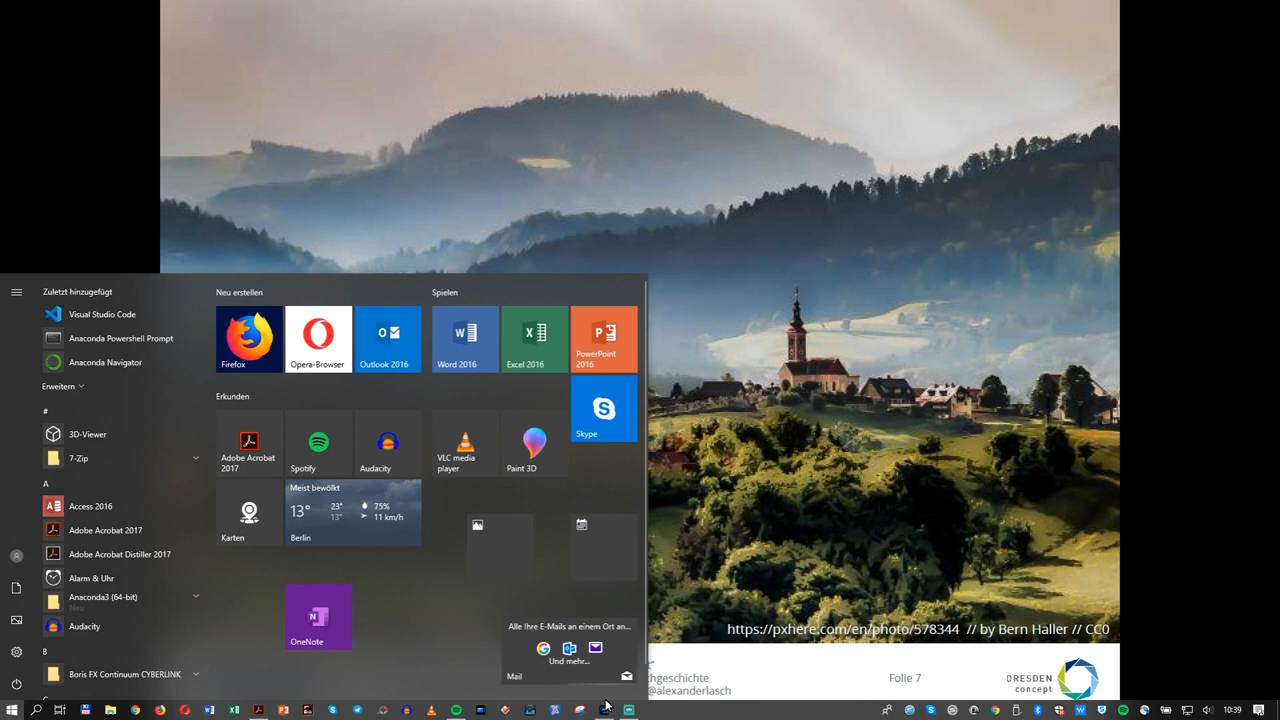 Zuletzt hinzugefügt
Visual Studio Code
Anaconda Powershell Prompt
Anaconda Navigator
Erweitern
#
3D-Viewer
7-Zip
A
Access 2016
Adobe Acrobat 2017
Adobe Acrobat Distiller 2017
Alarm & Uhr
Anaconda3 (64-bit)
Neu
Audacity
B
Boris FX Continuum CYBERLINK
Neu erstellen
Firefox
Opera-Browser
Outlook 2016
Erkunden
Adobe Acrobat
2017
Spotify
Audacity
Karten
Meist bewölkt
13° 23° 75%
13° 11 km/h
Berlin
OneNote
Spielen
Word 2016
Excel 2016
PowerPoint
2016
Skype
VLC media
player
Paint 3D
Alle Ihre E-Mails an einem Ort an...
Und mehr...
Mail
https://pxhere.com/en/photo/578344 // by Bern Haller // CC0
chgeschichte
@alexanderlasch
Folie 7
DRESDEN
concept
10:39